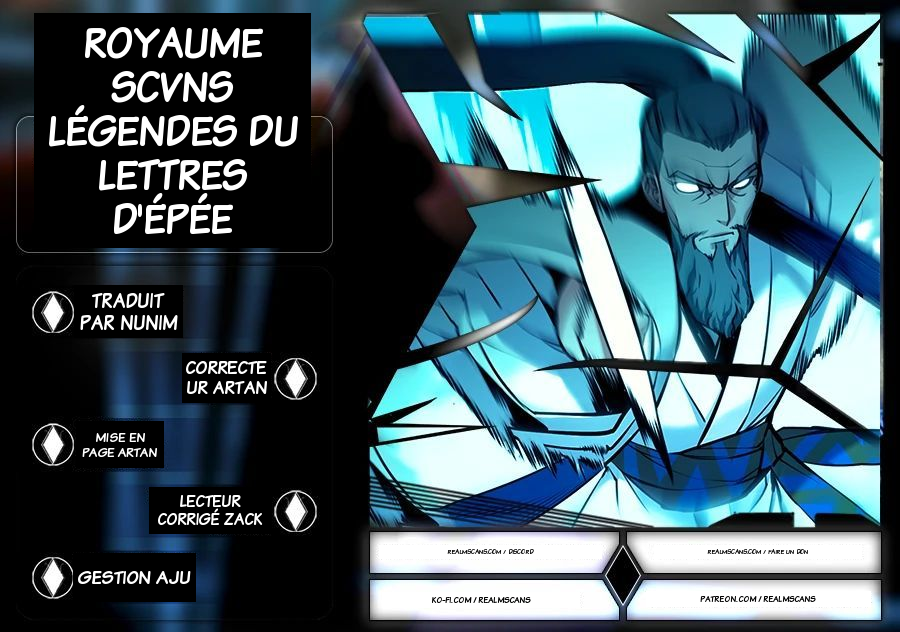 ROYAUME
SCVNS
LÉGENDES DU
LETTRES
D'ÉPÉE
TRADUIT
PAR NUNIM
CORRECTE
UR ARTAN
MISE EN
PAGE ARTAN
LECTEUR
CORRIGÉ ZACK
GESTION AJU
REALMSCANS.COM / DISCORD
REALMSCANS.COM / FAIRE UN DON
KO-FI.COM / REALMSCANS
PATREON.COM / REALMSCANS